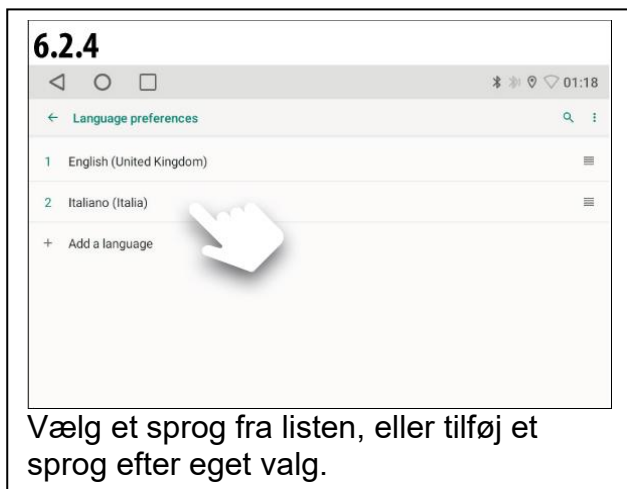 6.2.4
01:18
Language preferences
1 English (United Kingdom)
2 Italiano (Italia)
+ Add a language
Vælg et sprog fra listen, eller tilføj et
sprog efter eget valg.